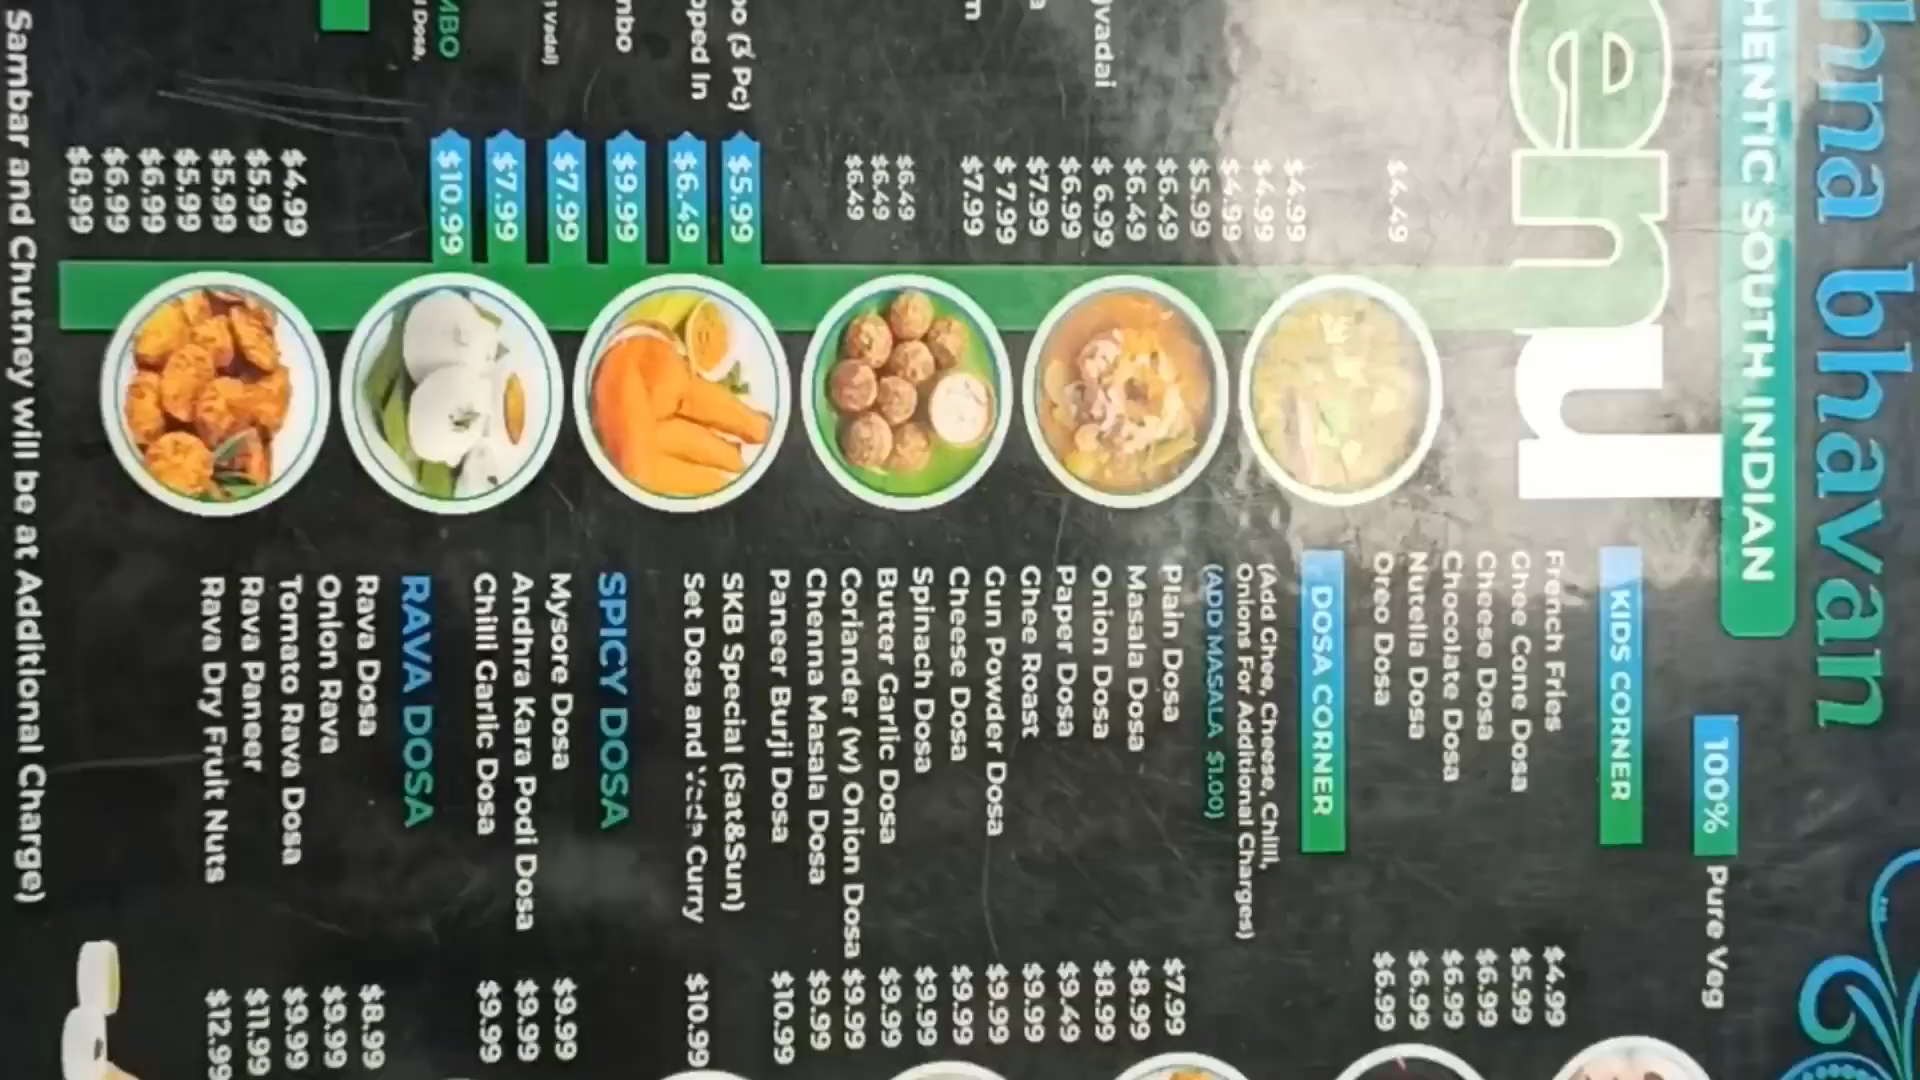 bhavan
SOUTH INDIAN
enu
100% Pure Veg
$4.49
$4.99
$4.99
$4.99
$5.99
$6.49
$6.49
$ 6.99
$6.99
$7.99
$ 7.99
$7.99
$6.49
$6.49
$6.49
(3 Pc) $5.99
In $6.49
$9.99
$7.99
$7.99
$10.99
$4.99
$5.99
$5.99
$5.99
$6.99
$6.99
$8.99
Sambar and Chutney will be at Additional Charge)
KIDS CORNER
French Fries $4.99
Ghee Cone Dosa $5.99
Cheese Dosa $6.99
Chocolate Dosa $6.99
Nutella Dosa $6.99
Oreo Dosa $6.99
DOSA CORNER
(Add Ghee, Cheese, Chilli,
Onions For Additional Charges)
(ADD MASALA $1.00)
Plain Dosa $7.99
Masala Dosa $8.99
Onion Dosa $8.99
Paper Dosa $9.49
Ghee Roast $9.99
Gun Powder Dosa $9.99
Cheese Dosa $9.99
Spinach Dosa $9.99
Butter Garlic Dosa $9.99
Coriander (w) Onion Dosa $9.99
Chenna Masala Dosa $9.99
Paneer Burji Dosa $10.99
SKB Special (Sat&Sun)
Set Dosa and Curry $10.99
SPICY DOSA
Mysore Dosa $9.99
Andhra Kara Podi Dosa $9.99
Chilli Garlic Dosa $9.99
RAVA DOSA
Rava Dosa $8.99
Onion Rava $9.99
Tomato Rava Dosa $9.99
Rava Paneer $11.99
Rava Dry Fruit Nuts $12.99